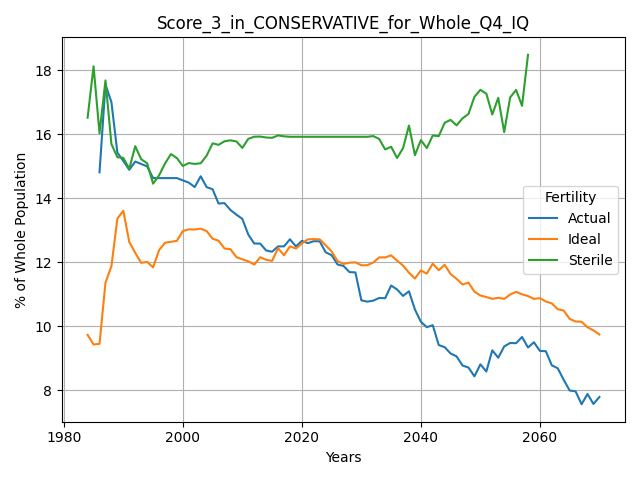 Score_3_in_CONSERVATIVE_for_Whole_Q4_IQ
% of Whole Population
18
16
14
12
10
8
Fertility
Actual
Ideal
Sterile
1980
2000
2020
2040
2060
Years